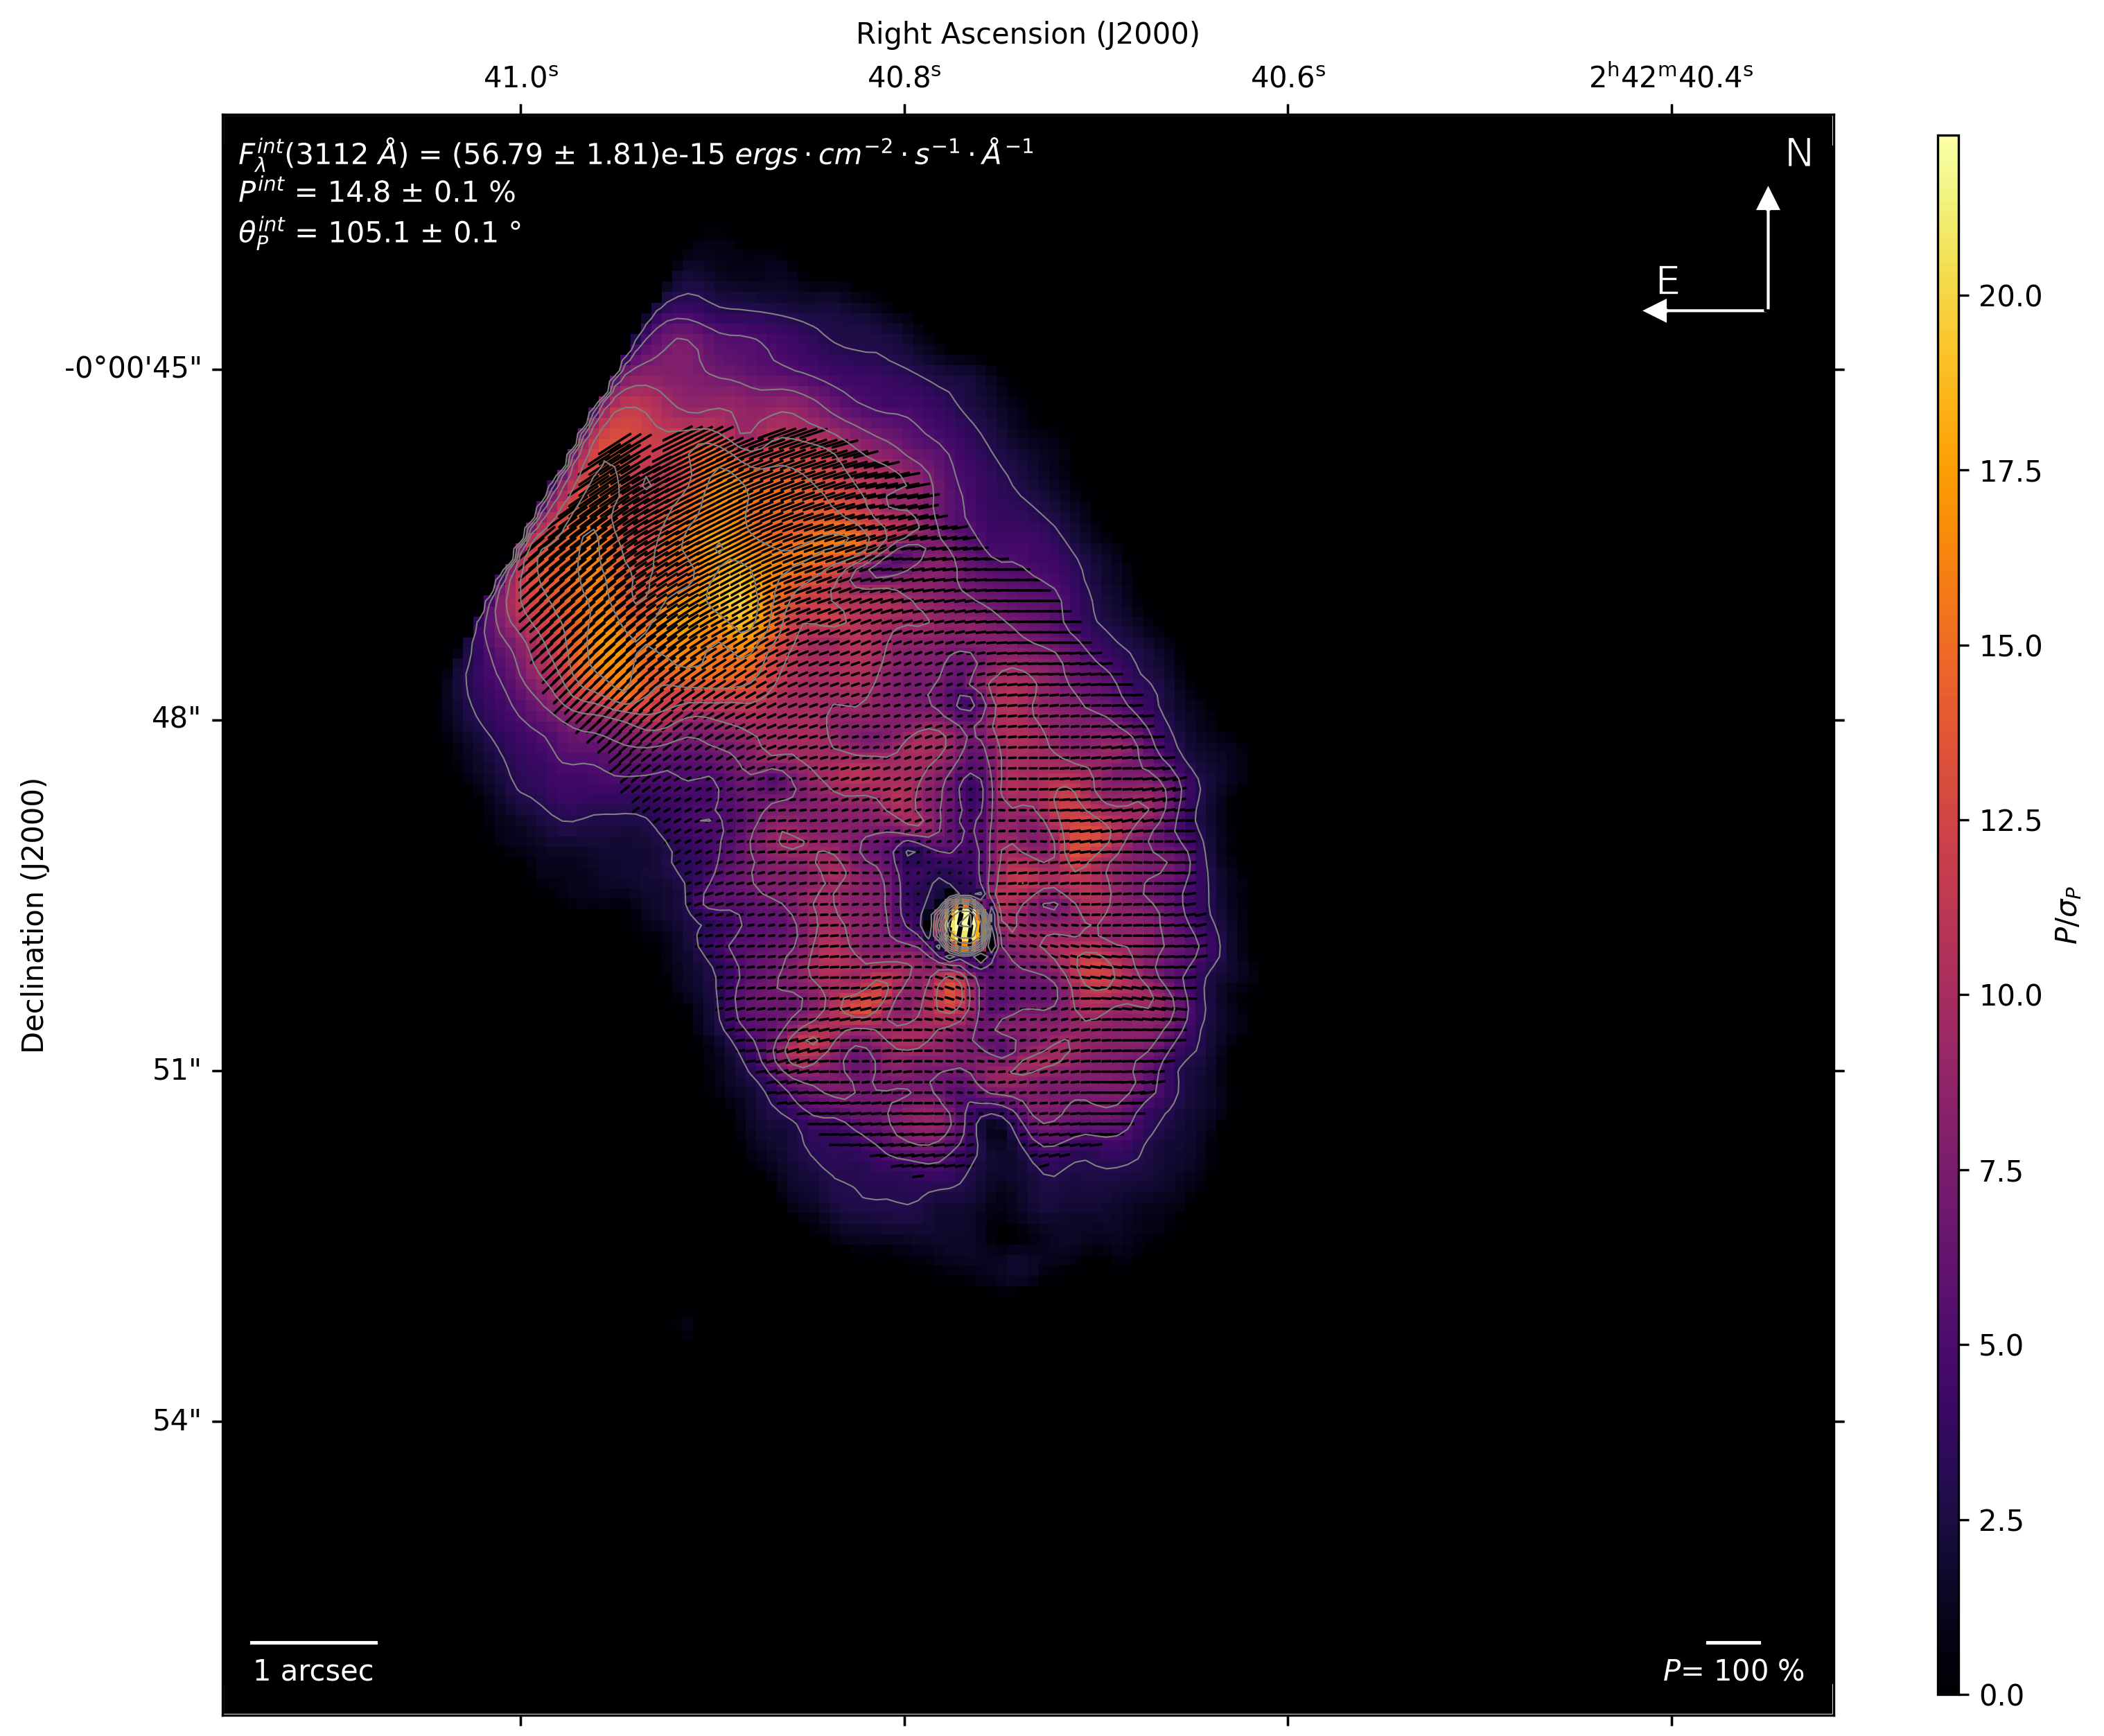 Right Ascension (J2000)
41.0ˢ 40.8ˢ 40.6ˢ 2ʰ42ᵐ40.4ˢ
F_λ^int(3112 Å) = (56.79 ± 1.81)e-15 ergs · cm⁻² · s⁻¹ · Å⁻¹
P^int = 14.8 ± 0.1 %
θ_P^int = 105.1 ± 0.1 °
N
E
-0°00'45"
48"
51"
54"
Declination (J2000)
1 arcsec
P= 100 %
20.0
17.5
15.0
12.5
10.0
7.5
5.0
2.5
0.0
P/σ_P